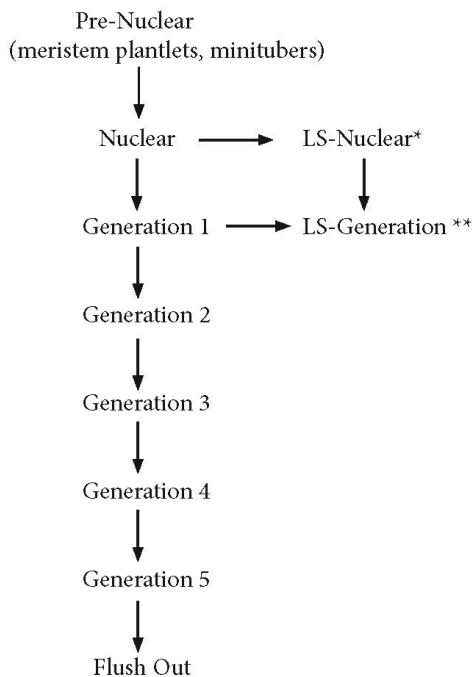 Pre-Nuclear
(meristem plantlets, minitubers)
Nuclear
LS-Nuclear*
Generation 1
LS-Generation **
Generation 2
Generation 3
Generation 4
Generation 5
Flush Out